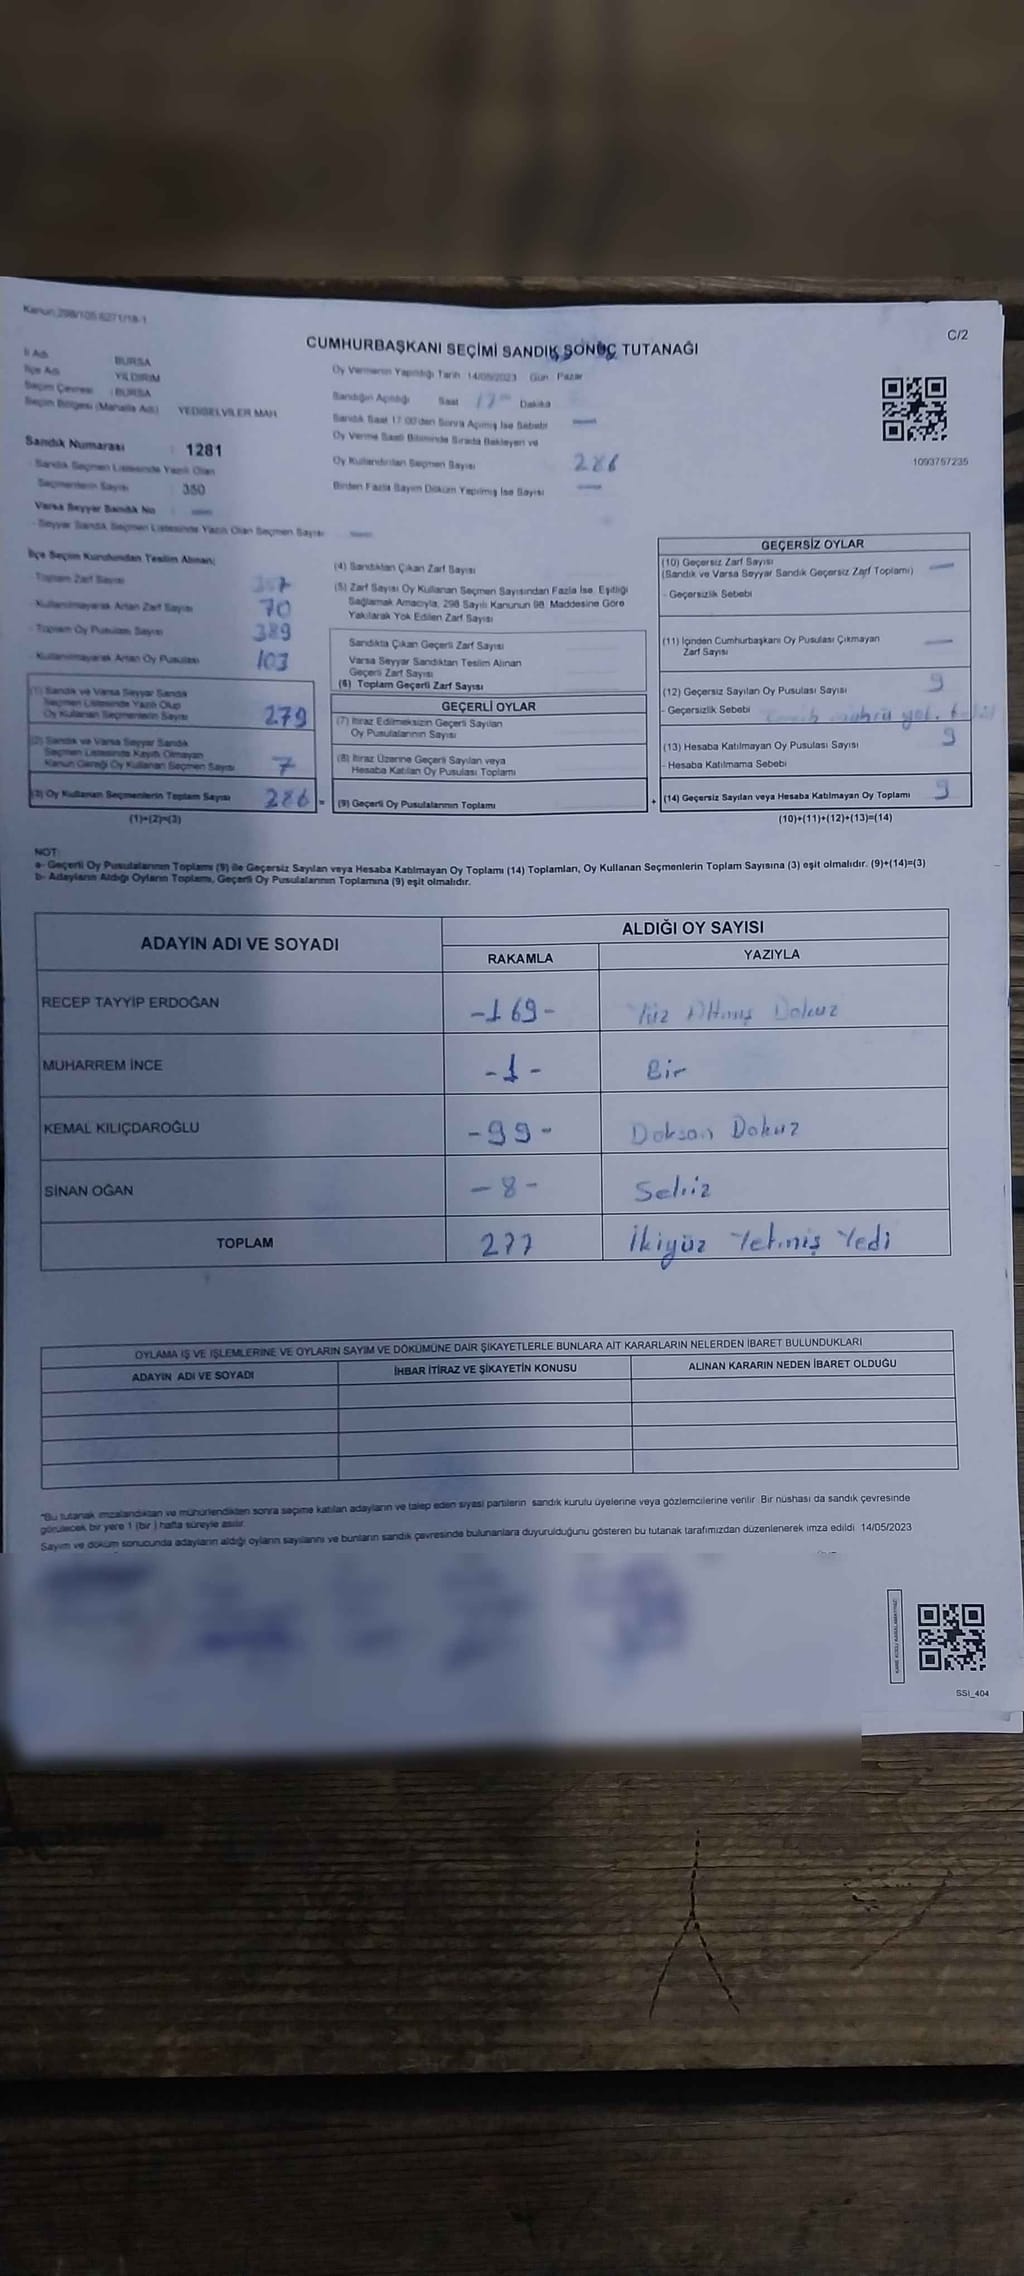 Kanun 298/105 6271/18-1
C/2
CUMHURBAŞKANI SEÇİMİ SANDIK SONUÇ TUTANAĞI
İl Adı : BURSA
İlçe Adı : YILDIRIM
Seçim Çevresi : BURSA
Seçim Bölgesi (Mahalle Adı) YEDİSELVİLER MAH.
Sandık Numarası : 1281
- Sandık Seçmen Listesinde Yazılı Olan
Seçmenlerin Sayısı : 350
Varsa Seyyar Sandık No : —
- Seyyar Sandık Seçmen Listesinde Yazılı Olan Seçmen Sayısı —
Oy Vermenin Yapıldığı Tarih 14/05/2023 Gün Pazar
Sandığın Açıldığı Saat 17 Dakika
Sandık Saat 17:00'den Sonra Açılmış İse Sebebi —
Oy Verme Saati Bitiminde Sırada Bekleyen ve
Oy Kullandırılan Seçmen Sayısı 286
Birden Fazla Sayım Döküm Yapılmış İse Sayısı —
1093757235
İlçe Seçim Kurulundan Teslim Alınan;
- Toplam Zarf Sayısı
- Kullanılmayarak Artan Zarf Sayısı 70
- Toplam Oy Pusulası Sayısı 389
- Kullanılmayarak Artan Oy Pusulası 103
(1) Sandık ve Varsa Seyyar Sandık
Seçmen Listesinde Yazılı Olup
Oy Kullanan Seçmenlerin Sayısı 279
(2) Sandık ve Varsa Seyyar Sandık
Seçmen Listesinde Kayıtlı Olmayan
Kanun Gereği Oy Kullanan Seçmen Sayısı 7
(3) Oy Kullanan Seçmenlerin Toplam Sayısı 286 =
(1)+(2)=(3)
(4) Sandıktan Çıkan Zarf Sayısı
(5) Zarf Sayısı Oy Kullanan Seçmen Sayısından Fazla İse, Eşitliği
Sağlamak Amacıyla, 298 Sayılı Kanunun 98. Maddesine Göre
Yakılarak Yok Edilen Zarf Sayısı
Sandıkta Çıkan Geçerli Zarf Sayısı
Varsa Seyyar Sandıktan Teslim Alınan
Geçerli Zarf Sayısı
(6) Toplam Geçerli Zarf Sayısı
GEÇERLİ OYLAR
(7) İtiraz Edilmeksizin Geçerli Sayılan
Oy Pusulalarının Sayısı
(8) İtiraz Üzerine Geçerli Sayılan veya
Hesaba Katılan Oy Pusulası Toplamı
(9) Geçerli Oy Pusulalarının Toplamı +
GEÇERSİZ OYLAR
(10) Geçersiz Zarf Sayısı —
(Sandık ve Varsa Seyyar Sandık Geçersiz Zarf Toplamı)
- Geçersizlik Sebebi
(11) İçinden Cumhurbaşkanı Oy Pusulası Çıkmayan —
Zarf Sayısı
(12) Geçersiz Sayılan Oy Pusulası Sayısı 9
- Geçersizlik Sebebi
(13) Hesaba Katılmayan Oy Pusulası Sayısı 9
- Hesaba Katılmama Sebebi
(14) Geçersiz Sayılan veya Hesaba Katılmayan Oy Toplamı 9
(10)+(11)+(12)+(13)=(14)
NOT:
a- Geçerli Oy Pusulalarının Toplamı (9) ile Geçersiz Sayılan veya Hesaba Katılmayan Oy Toplamı (14) Toplamları, Oy Kullanan Seçmenlerin Toplam Sayısına (3) eşit olmalıdır. (9)+(14)=(3)
b- Adayların Aldığı Oyların Toplamı, Geçerli Oy Pusulalarının Toplamına (9) eşit olmalıdır.
ADAYIN ADI VE SOYADI ALDIĞI OY SAYISI
RAKAMLA YAZIYLA
RECEP TAYYİP ERDOĞAN -169- Yüz Altmış Dokuz
MUHARREM İNCE -1- Bir
KEMAL KILIÇDAROĞLU -99- Doksan Dokuz
SİNAN OĞAN -8- Sekiz
TOPLAM 277 İkiyüz Yetmiş Yedi
OYLAMA İŞ VE İŞLEMLERİNE VE OYLARIN SAYIM VE DÖKÜMÜNE DAİR ŞİKAYETLERLE BUNLARA AİT KARARLARIN NELERDEN İBARET BULUNDUKLARI
ADAYIN ADI VE SOYADI İHBAR İTİRAZ VE ŞİKAYETİN KONUSU ALINAN KARARIN NEDEN İBARET OLDUĞU
*Bu tutanak imzalandıktan ve mühürlendikten sonra seçime katılan adayların ve talep eden siyasi partilerin sandık kurulu üyelerine veya gözlemcilerine verilir. Bir nüshası da sandık çevresinde
görülecek bir yere 1 (bir) hafta süreyle asılır.
Sayım ve döküm sonucunda adayların aldığı oyların sayılarını ve bunların sandık çevresinde bulunanlara duyurulduğunu gösteren bu tutanak tarafımızdan düzenlenerek imza edildi 14/05/2023
SSI_404